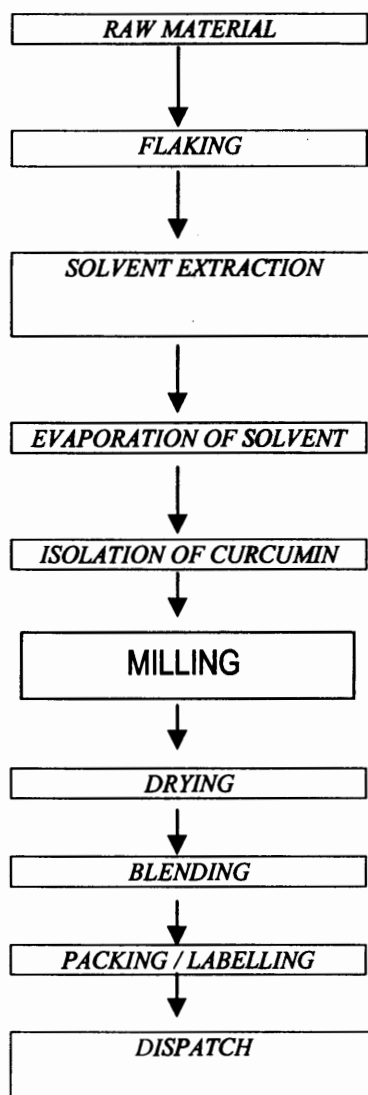 RAW MATERIAL
FLAKING
SOLVENT EXTRACTION
EVAPORATION OF SOLVENT
ISOLATION OF CURCUMIN
MILLING
DRYING
BLENDING
PACKING / LABELLING
DISPATCH